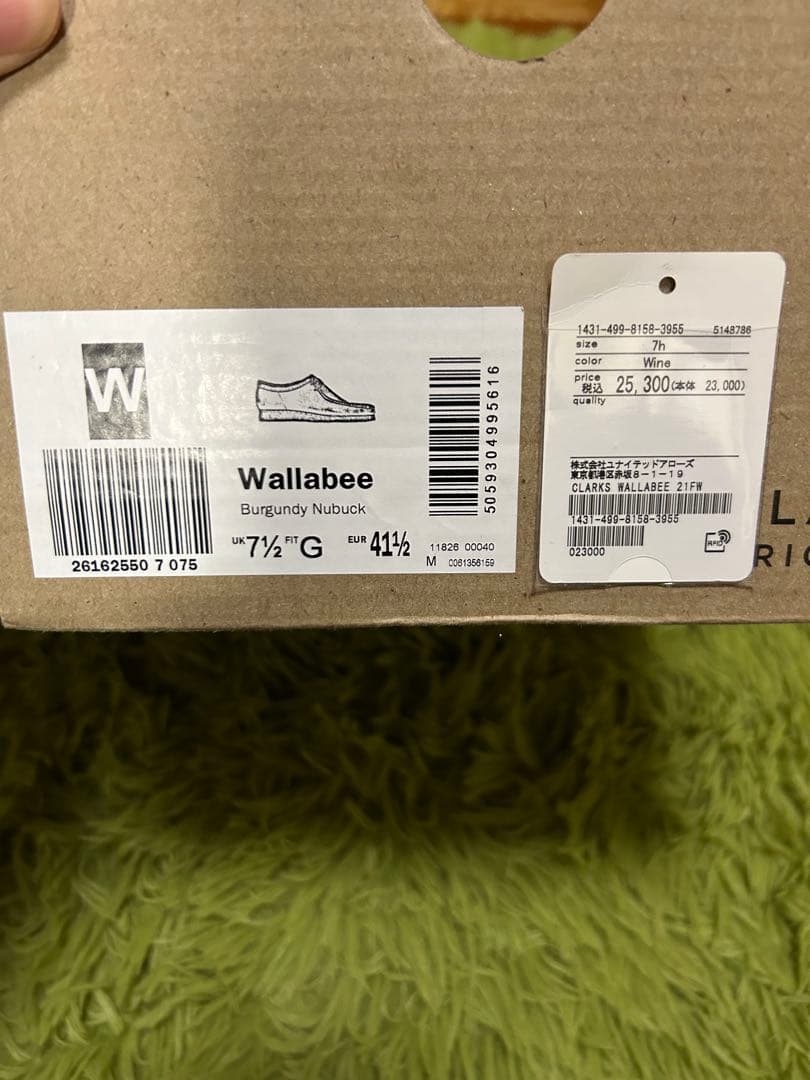 W
26162550 7 075
Wallabee
Burgundy Nubuck
UK 7½ FIT G EUR 41½
5059304995616
11826 00040
M 0061356159
1431-499-8158-3955 5148786
size 7h
color Wine
price
税込 25,300(本体 23,000)
quality
株式会社ユナイテッドアローズ
東京都港区赤坂8-1-19
CLARKS WALLABEE 21FW
1431-499-8158-3955
023000
RFID